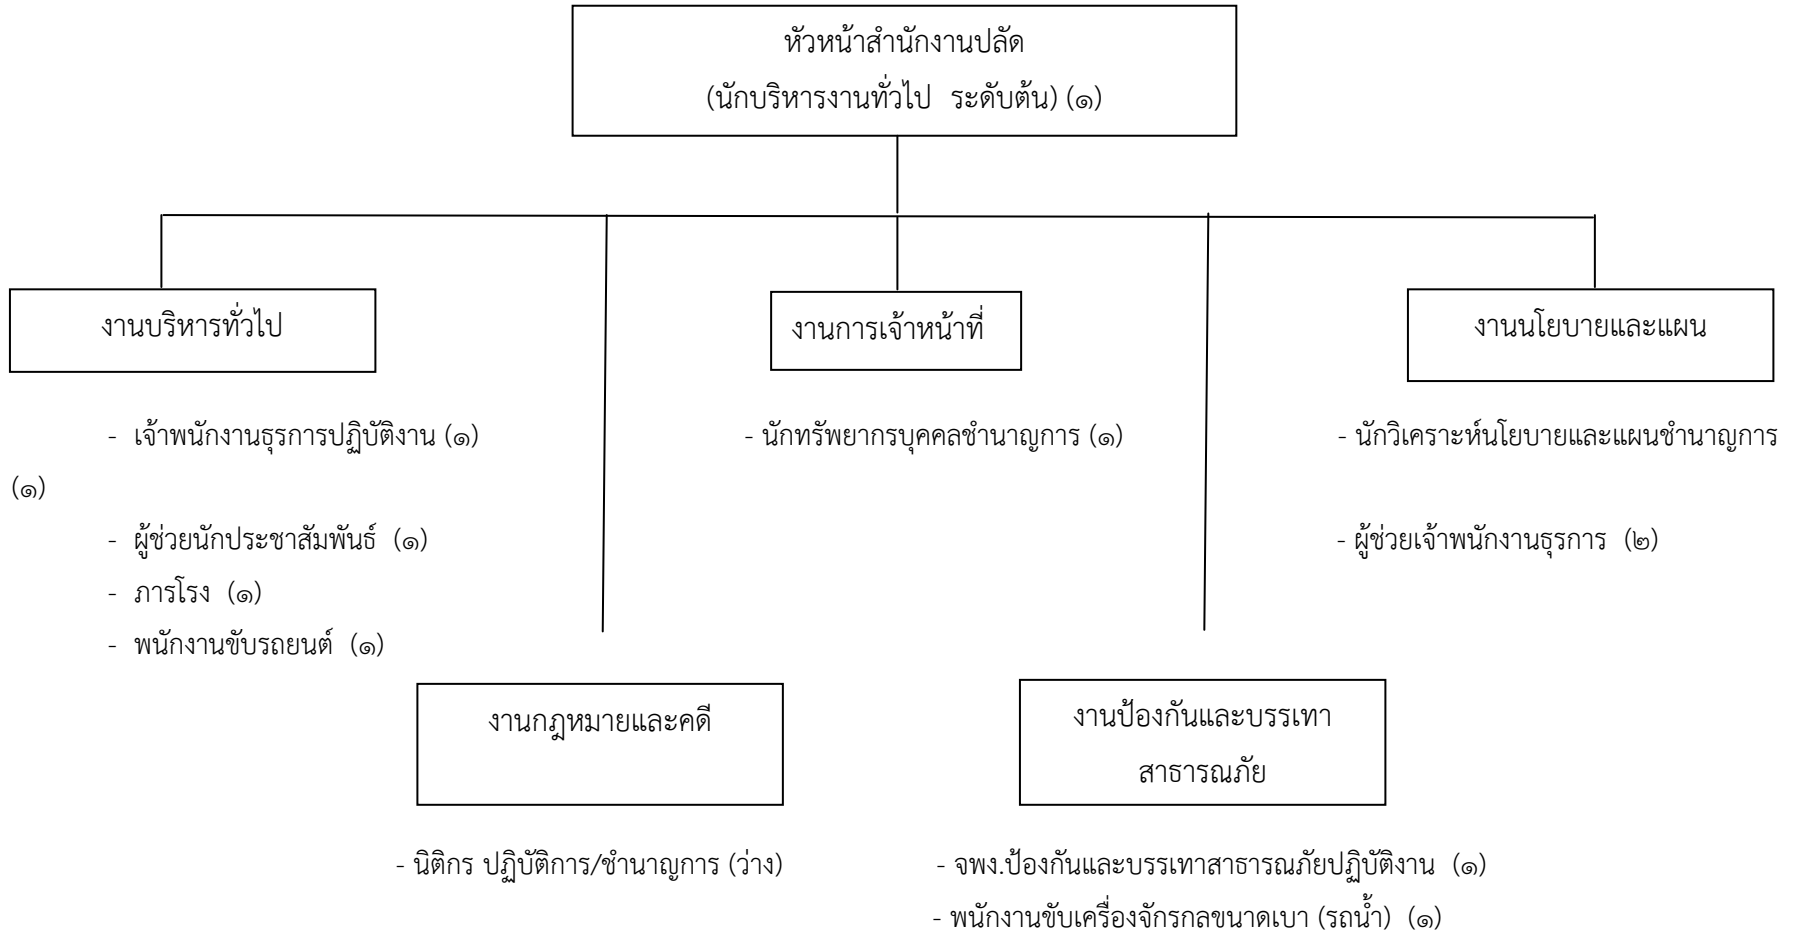 หัวหน้าสำนักงานปลัด
(นักบริหารงานทั่วไป ระดับต้น) (๑)
งานบริหารทั่วไป
งานการเจ้าหน้าที่
งานนโยบายและแผน
- เจ้าพนักงานธุรการปฏิบัติงาน (๑)
- นักทรัพยากรบุคคลชำนาญการ (๑)
- นักวิเคราะห์นโยบายและแผนชำนาญการ
(๑)
- ผู้ช่วยนักประชาสัมพันธ์ (๑)
- ผู้ช่วยเจ้าพนักงานธุรการ (๒)
- ภารโรง (๑)
- พนักงานขับรถยนต์ (๑)
งานกฎหมายและคดี
งานป้องกันและบรรเทา
สาธารณภัย
- นิติกร ปฏิบัติการ/ชำนาญการ (ว่าง)
- จพง.ป้องกันและบรรเทาสาธารณภัยปฏิบัติงาน (๑)
- พนักงานขับเครื่องจักรกลขนาดเบา (รถน้ำ) (๑)